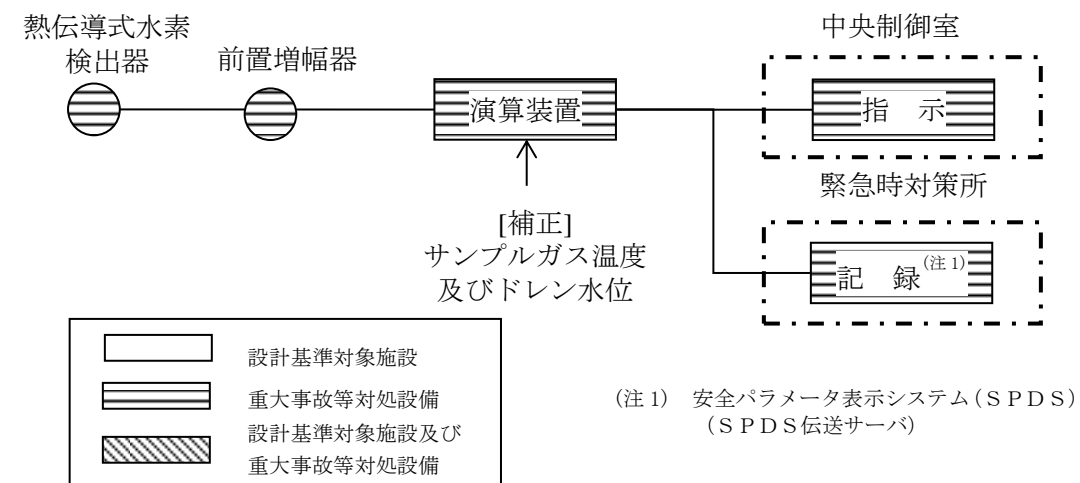 熱伝導式水素
検出器
前置増幅器
演算装置
[補正]
サンプルガス温度
及びドレン水位
中央制御室
指 示
緊急時対策所
記 録(注1)
設計基準対象施設
重大事故等対処設備
設計基準対象施設及び
重大事故等対処設備
(注1) 安全パラメータ表示システム(SPDS)
(SPDS伝送サーバ)